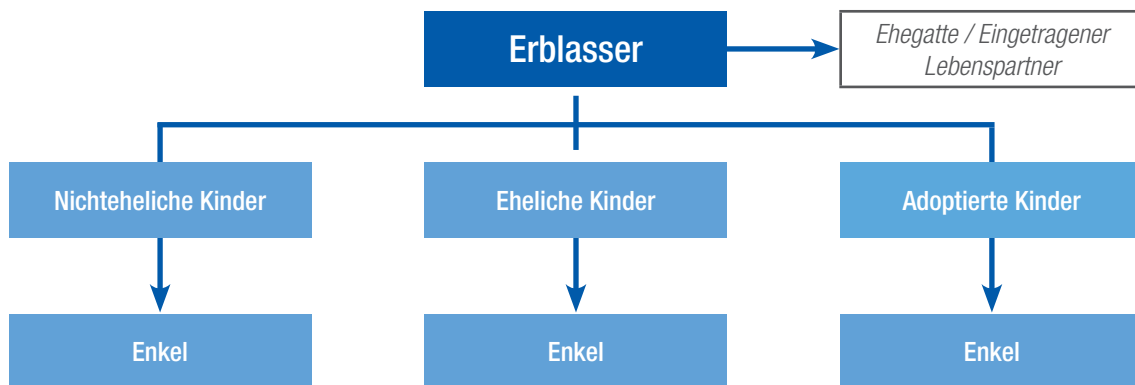 Erblasser
Ehegatte / Eingetragener
Lebenspartner
Nichteheliche Kinder
Eheliche Kinder
Adoptierte Kinder
Enkel
Enkel
Enkel